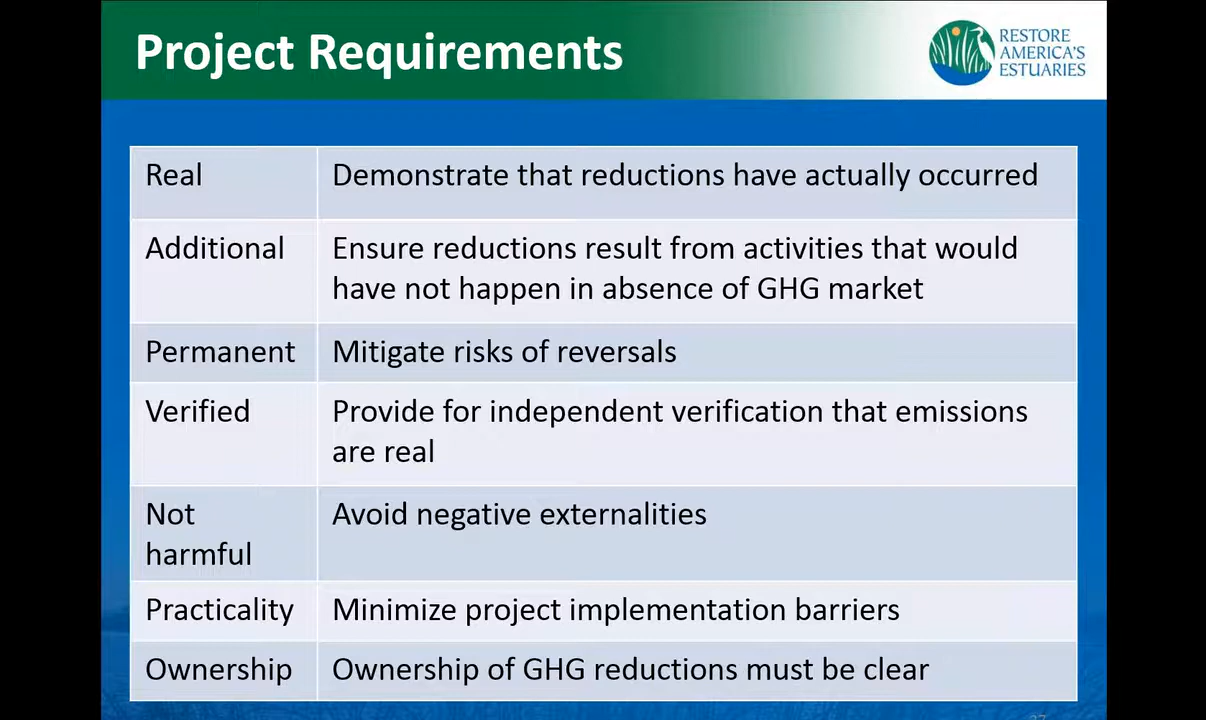 Project Requirements
RESTORE
AMERICA'S
ESTUARIES
Real
Demonstrate that reductions have actually occurred
Additional
Ensure reductions result from activities that would
have not happen in absence of GHG market
Permanent
Mitigate risks of reversals
Verified
Provide for independent verification that emissions
are real
Not
harmful
Avoid negative externalities
Practicality
Minimize project implementation barriers
Ownership
Ownership of GHG reductions must be clear